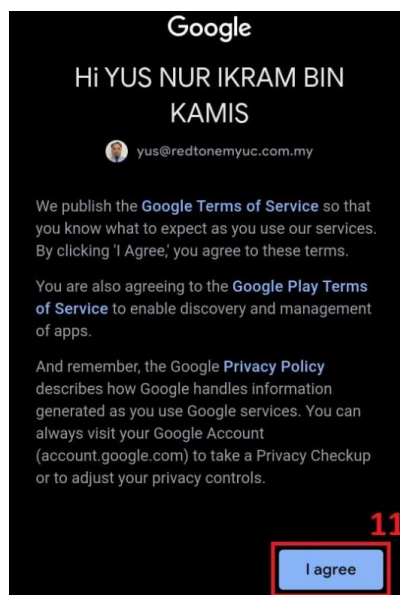 Google
Hi YUS NUR IKRAM BIN
KAMIS
yus@redtonemyuc.com.my
We publish the Google Terms of Service so that
you know what to expect as you use our services.
By clicking 'I Agree,' you agree to these terms.
You are also agreeing to the Google Play Terms
of Service to enable discovery and management
of apps.
And remember, the Google Privacy Policy
describes how Google handles information
generated as you use Google services. You can
always visit your Google Account
(account.google.com) to take a Privacy Checkup
or to adjust your privacy controls.
11
I agree